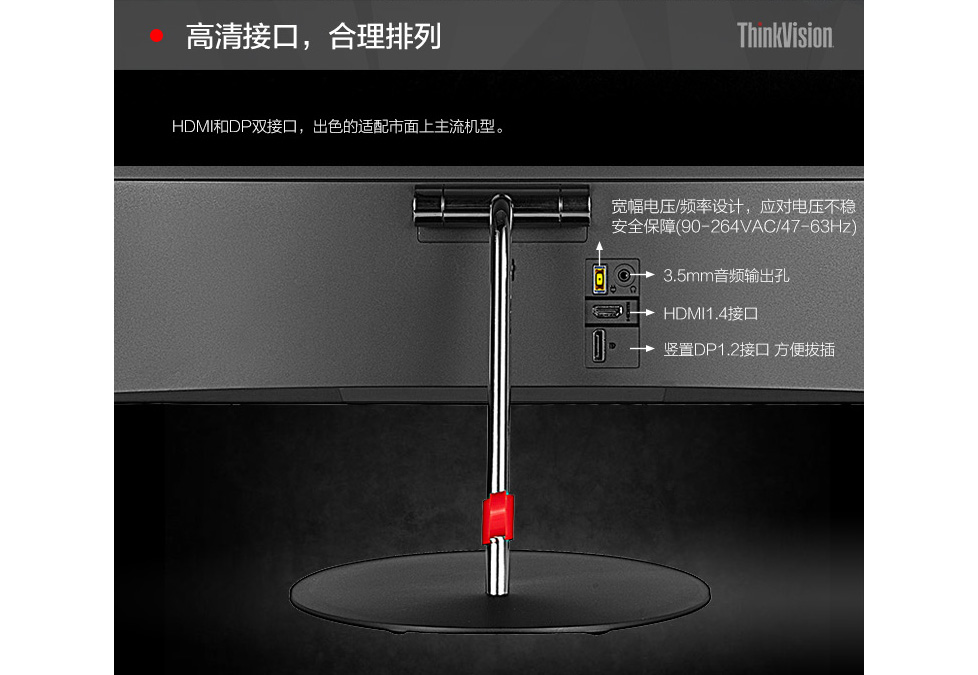 高清接口，合理排列
ThinkVision
HDMI和DP双接口，出色的适配市面上主流机型。
宽幅电压/频率设计，应对电压不稳
安全保障(90-264VAC/47-63Hz)
3.5mm音频输出孔
HDMI1.4接口
竖置DP1.2接口 方便拔插